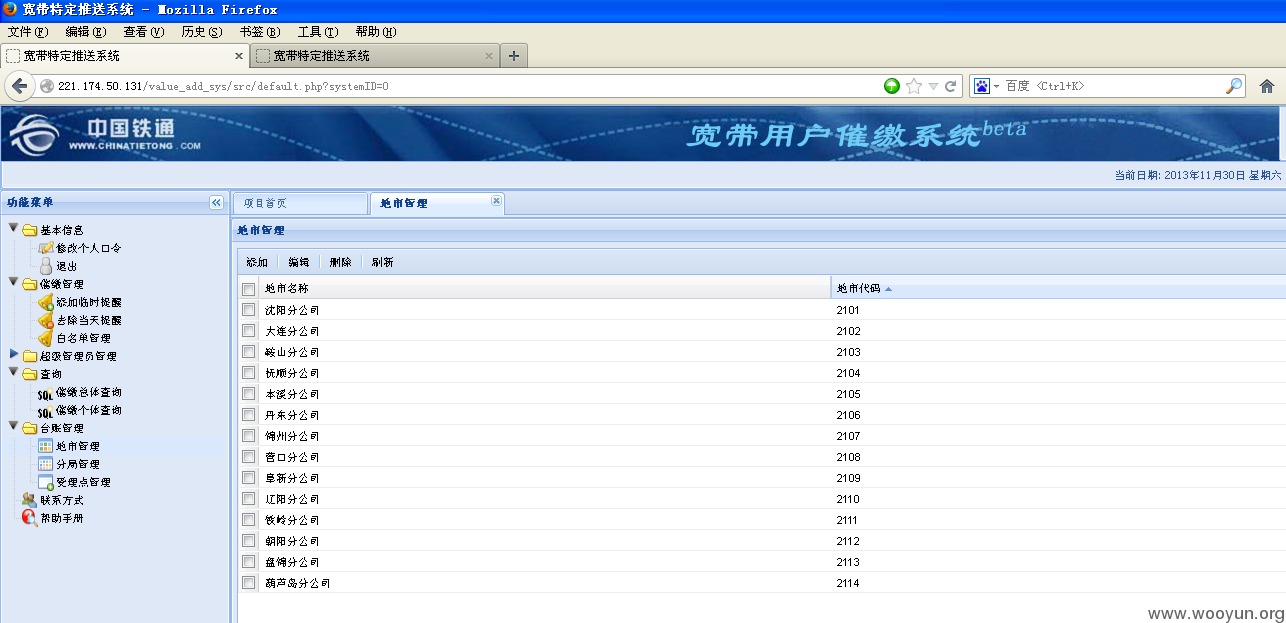 宽带特定推送系统 - Mozilla Firefox
文件(F) 编辑(E) 查看(V) 历史(S) 书签(B) 工具(T) 帮助(H)
宽带特定推送系统 宽带特定推送系统
221.174.50.131/value_add_sys/src/default.php?systemID=0 百度 <Ctrl+K>
中国铁通
WWW.CHINATIETONG.COM
宽带用户催缴系统beta
当前日期: 2013年11月30日 星期六
功能菜单
基本信息
修改个人口令
退出
催缴管理
添加临时提醒
去除当天提醒
白名单管理
超级管理员管理
查询
SQL 催缴总体查询
SQL 催缴个体查询
台账管理
地市管理
分局管理
受理点管理
联系方式
帮助手册
项目首页 地市管理
地市管理
添加 编辑 删除 刷新
地市名称 地市代码
沈阳分公司 2101
大连分公司 2102
鞍山分公司 2103
抚顺分公司 2104
本溪分公司 2105
丹东分公司 2106
锦州分公司 2107
营口分公司 2108
阜新分公司 2109
辽阳分公司 2110
铁岭分公司 2111
朝阳分公司 2112
盘锦分公司 2113
葫芦岛分公司 2114
www.wooyun.org